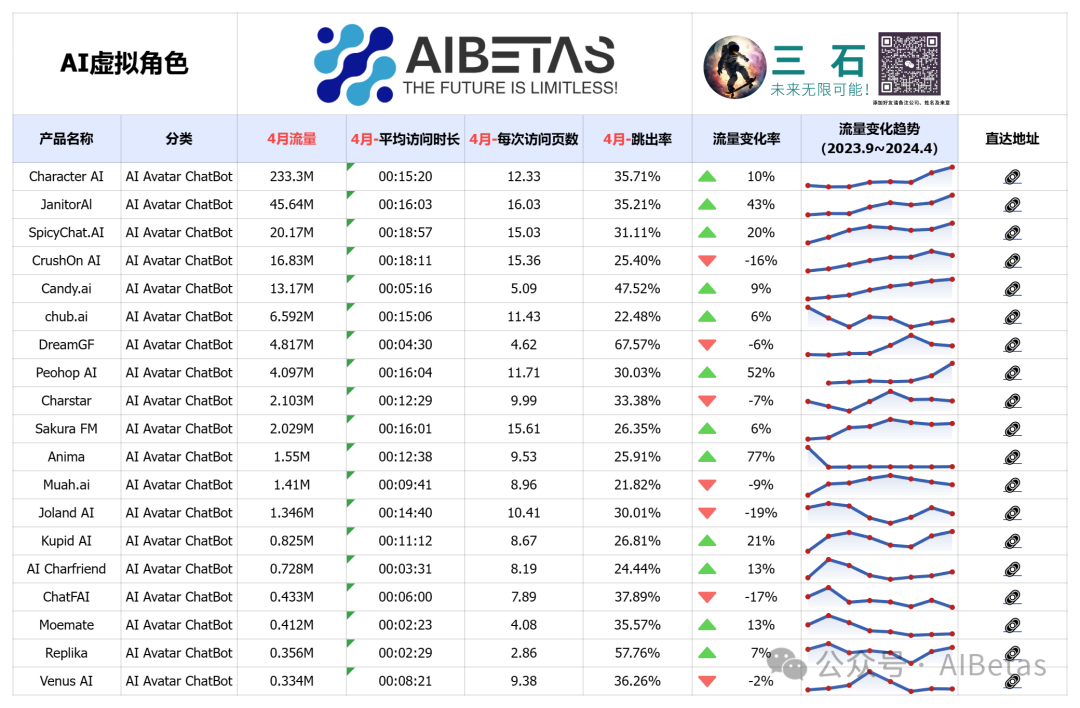 AI虚拟角色
AIBETAS
THE FUTURE IS LIMITLESS!
三 石
未来无限可能!
添加好友请备注公司、姓名及来意
产品名称 分类 4月流量 4月-平均访问时长 4月-每次访问页数 4月-跳出率 流量变化率 流量变化趋势 直达地址
(2023.9~2024.4)
Character AI AI Avatar ChatBot 233.3M 00:15:20 12.33 35.71% 10%
JanitorAI AI Avatar ChatBot 45.64M 00:16:03 16.03 35.21% 43%
SpicyChat.AI AI Avatar ChatBot 20.17M 00:18:57 15.03 31.11% 20%
CrushOn AI AI Avatar ChatBot 16.83M 00:18:11 15.36 25.40% -16%
Candy.ai AI Avatar ChatBot 13.17M 00:05:16 5.09 47.52% 9%
chub.ai AI Avatar ChatBot 6.592M 00:15:06 11.43 22.48% 6%
DreamGF AI Avatar ChatBot 4.817M 00:04:30 4.62 67.57% -6%
Peohop AI AI Avatar ChatBot 4.097M 00:16:04 11.71 30.03% 52%
Charstar AI Avatar ChatBot 2.103M 00:12:29 9.99 33.38% -7%
Sakura FM AI Avatar ChatBot 2.029M 00:16:01 15.61 26.35% 6%
Anima AI Avatar ChatBot 1.55M 00:12:38 9.53 25.91% 77%
Muah.ai AI Avatar ChatBot 1.41M 00:09:41 8.96 21.82% -9%
Joland AI AI Avatar ChatBot 1.346M 00:14:40 10.41 30.01% -19%
Kupid AI AI Avatar ChatBot 0.825M 00:11:12 8.67 26.81% 21%
AI Charfriend AI Avatar ChatBot 0.728M 00:03:31 8.19 24.44% 13%
ChatFAI AI Avatar ChatBot 0.433M 00:06:00 7.89 37.89% -17%
Moemate AI Avatar ChatBot 0.412M 00:02:23 4.08 35.57% 13%
Replika AI Avatar ChatBot 0.356M 00:02:29 2.86 57.76% 7%
Venus AI AI Avatar ChatBot 0.334M 00:08:21 9.38 36.26% -2%
公众号 · AIBetas